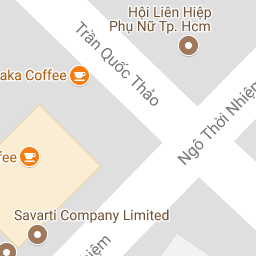 Hội Liên Hiệp
Phụ Nữ Tp. Hcm
Trần Quốc Thảo
aka Coffee
Ngô Thời Nhiệm
fee
Savarti Company Limited
iệm